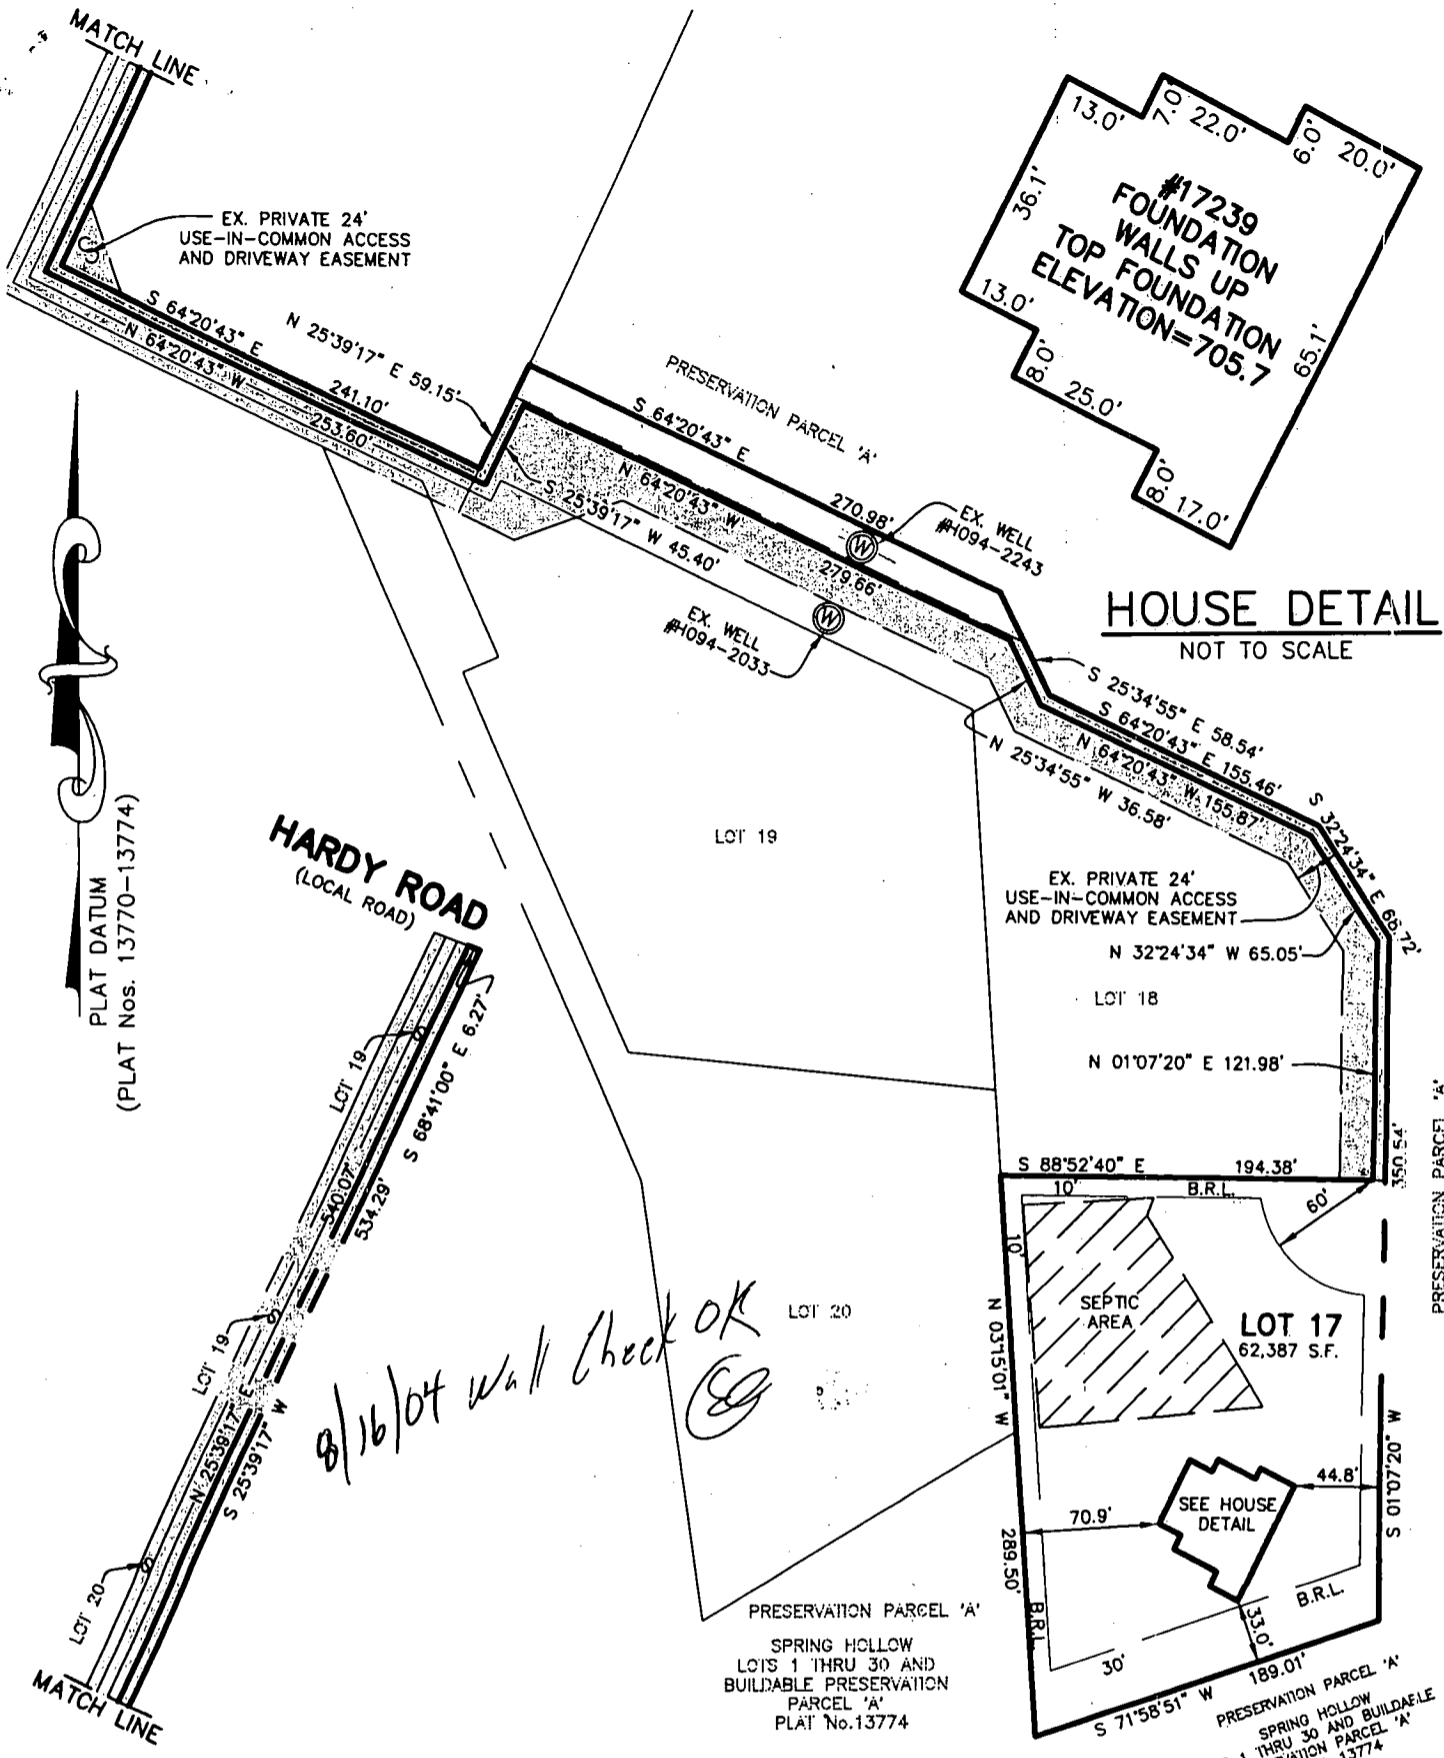 MATCH LINE
EX. PRIVATE 24'
USE-IN-COMMON ACCESS
AND DRIVEWAY EASEMENT
S 64°20'43" E
241.10'
N 64°20'43" W
253.60'
N 25°39'17" E 59.15'
PRESERVATION PARCEL 'A'
S 64°20'43" E
270.98'
N 64°20'43" W
279.66'
S 25°39'17" W 45.40'
EX. WELL
#HO94-2243
EX. WELL
#HO94-2033
13.0'
7.0'
22.0'
6.0'
20.0'
36.1'
#17239
FOUNDATION
WALLS UP
TOP FOUNDATION
ELEVATION=705.7
65.1'
13.0'
8.0'
25.0'
8.0'
17.0'
HOUSE DETAIL
NOT TO SCALE
S 25°34'55" E 58.54'
S 64°20'43" E 155.46'
N 64°20'43" W 155.87'
N 25°34'55" W 36.58'
S 32°24'34" E 66.72'
EX. PRIVATE 24'
USE-IN-COMMON ACCESS
AND DRIVEWAY EASEMENT
N 32°24'34" W 65.05'
LOT 18
N 01°07'20" E 121.98'
LOT 19
PLAT DATUM
(PLAT Nos. 13770-13774)
HARDY ROAD
(LOCAL ROAD)
LOT 19
S 68°41'00" E 6.27'
540.07'
534.29'
LOT 19
N 25°39'17" E
S 25°39'17" W
LOT 20
MATCH LINE
8/16/04 Wall Check OK
LOT 20
S 88°52'40" E 194.38'
350.54'
PRESERVATION PARCEL 'A'
10'
B.R.L.
60'
10'
SEPTIC
AREA
LOT 17
62,387 S.F.
N 03°15'01" W
289.50'
S 01°07'20" W
44.8'
70.9'
SEE HOUSE
DETAIL
B.R.L.
B.R.L.
33.0'
30'
S 71°58'51" W 189.01'
PRESERVATION PARCEL 'A'
SPRING HOLLOW
LOTS 1 THRU 30 AND
BUILDABLE PRESERVATION
PARCEL 'A'
PLAT No.13774
PRESERVATION PARCEL 'A'
SPRING HOLLOW
1 THRU 30 AND BUILDABLE
PARCEL 'A'
13774